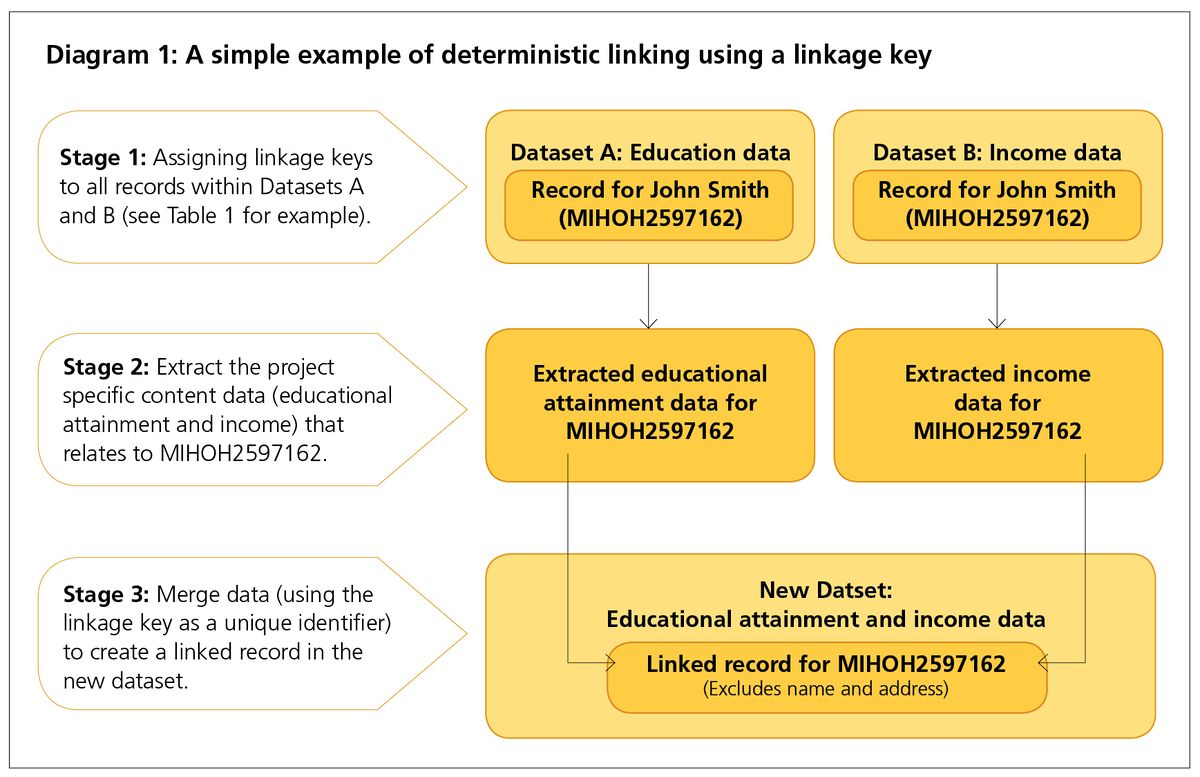 Diagram 1: A simple example of deterministic linking using a linkage key
Stage 1: Assigning linkage keys
to all records within Datasets A
and B (see Table 1 for example).
Dataset A: Education data
Record for John Smith
(MIHOH2597162)
Dataset B: Income data
Record for John Smith
(MIHOH2597162)
Stage 2: Extract the project
specific content data (educational
attainment and income) that
relates to MIHOH2597162.
Extracted educational
attainment data for
MIHOH2597162
Extracted income
data for
MIHOH2597162
Stage 3: Merge data (using the
linkage key as a unique identifier)
to create a linked record in the
new dataset.
New Datset:
Educational attainment and income data
Linked record for MIHOH2597162
(Excludes name and address)